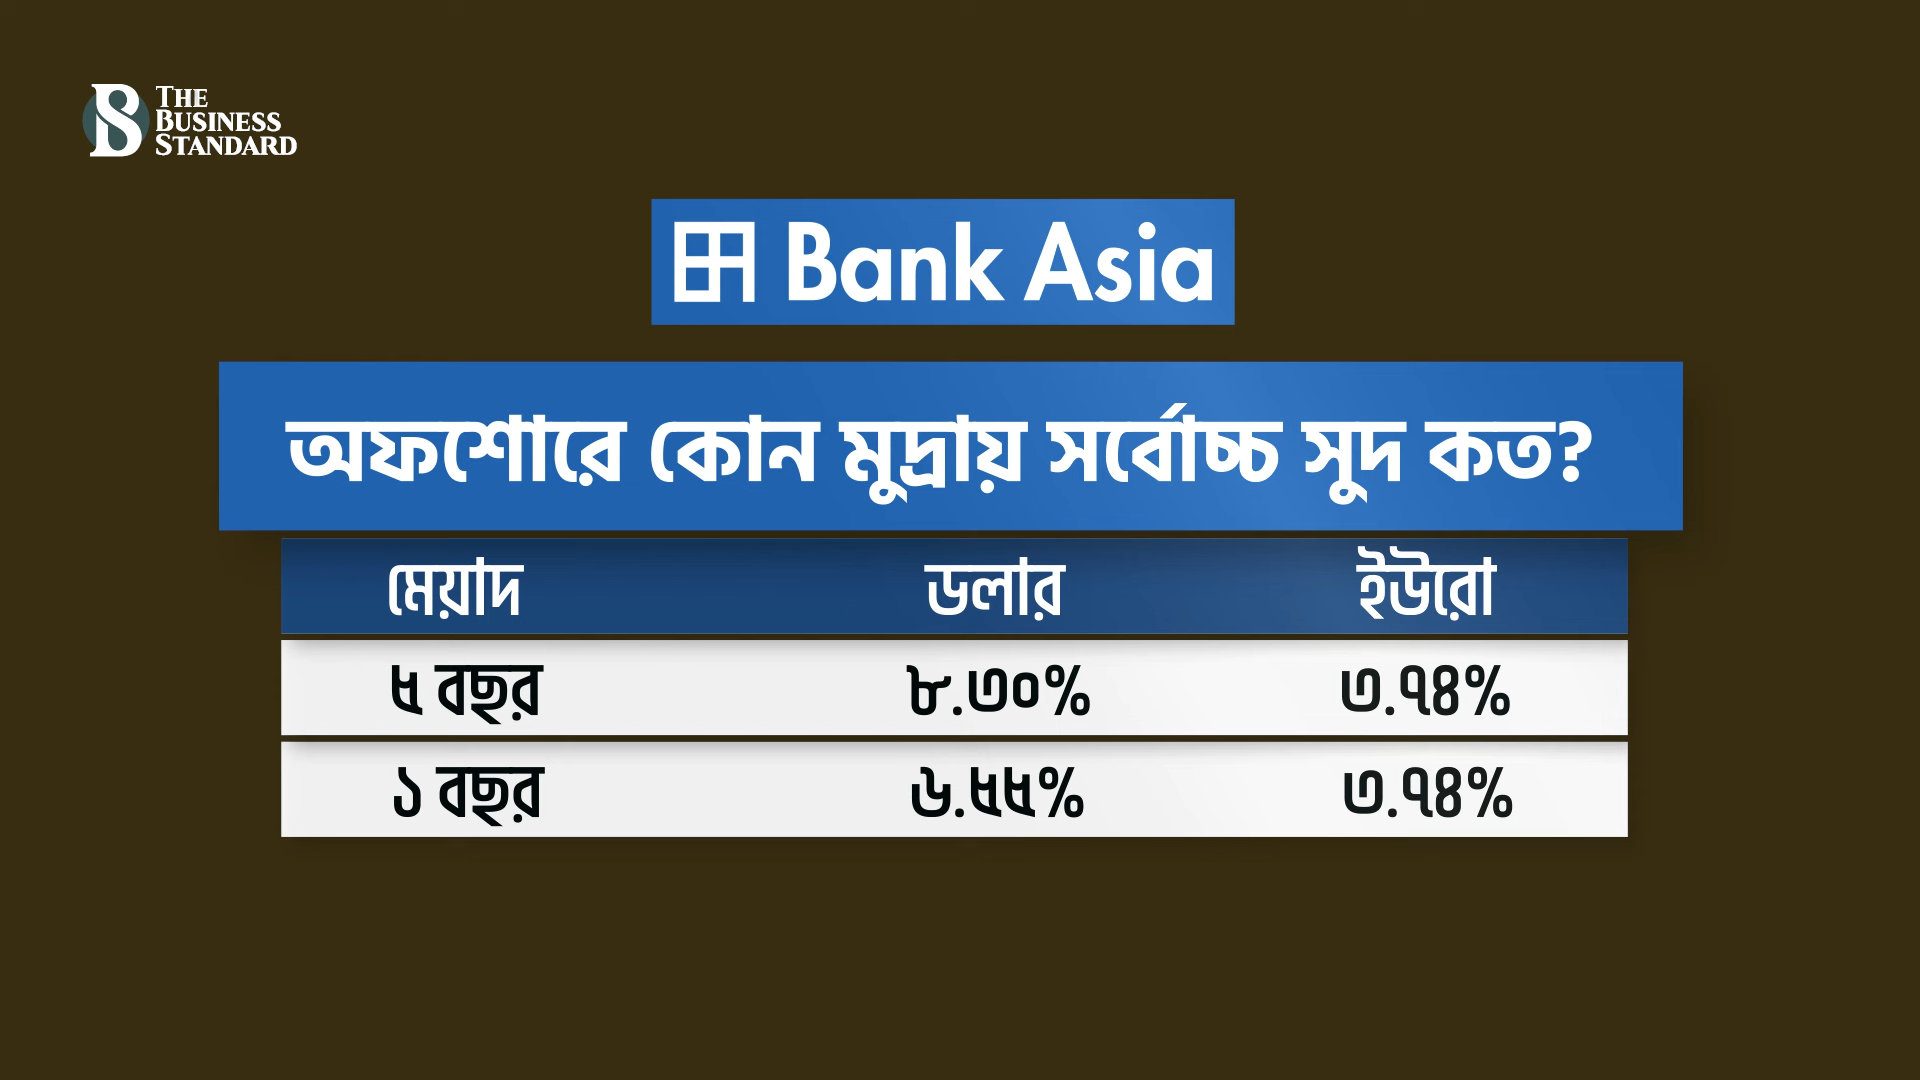 THE
BUSINESS
STANDARD
Bank Asia
অফশোরে কোন মুদ্রায় সর্বোচ্চ সুদ কত?
মেয়াদ ডলার ইউরো
৫ বছর ৮.৩০% ৩.৭৪%
১ বছর ৬.৫৫% ৩.৭৪%